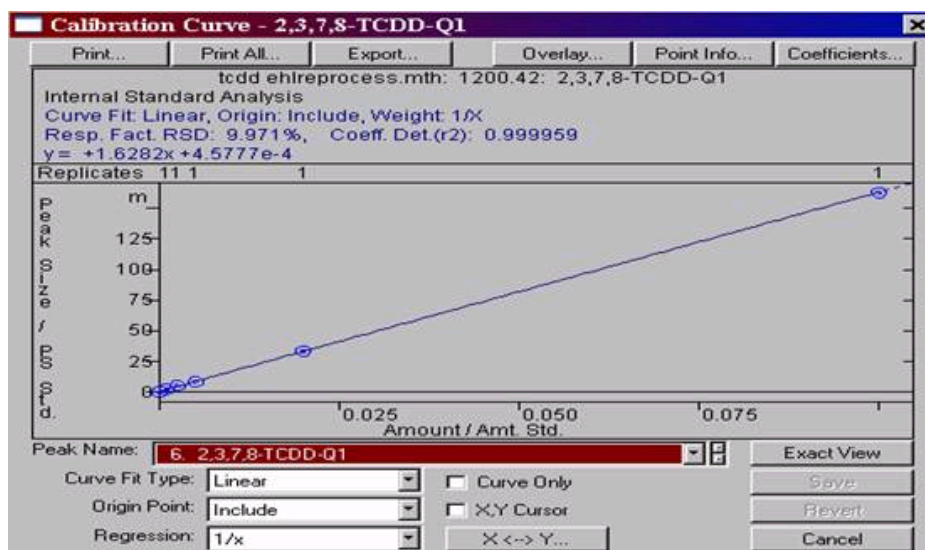 Calibration Curve - 2,3,7,8-TCDD-Q1
Print... Print All... Export... Overlay... Point Info... Coefficients...
tcdd ehlreprocess.mth: 1200.42: 2,3,7,8-TCDD-Q1
Internal Standard Analysis
Curve Fit: Linear, Origin: Include, Weight: 1/X
Resp. Fact. RSD: 9.971%, Coeff. Det.(r2): 0.999959
y = +1.6282x +4.5777e-4
Replicates 11 1 1 1
Peak Size / PS Std.
m
125
100
75
50
25
0
0.025 0.050 0.075
Amount / Amt. Std.
Peak Name: 6. 2,3,7,8-TCDD-Q1 Exact View
Curve Fit Type: Linear Curve Only Save
Origin Point: Include X,Y Cursor Revert
Regression: 1/x X <--> Y... Cancel